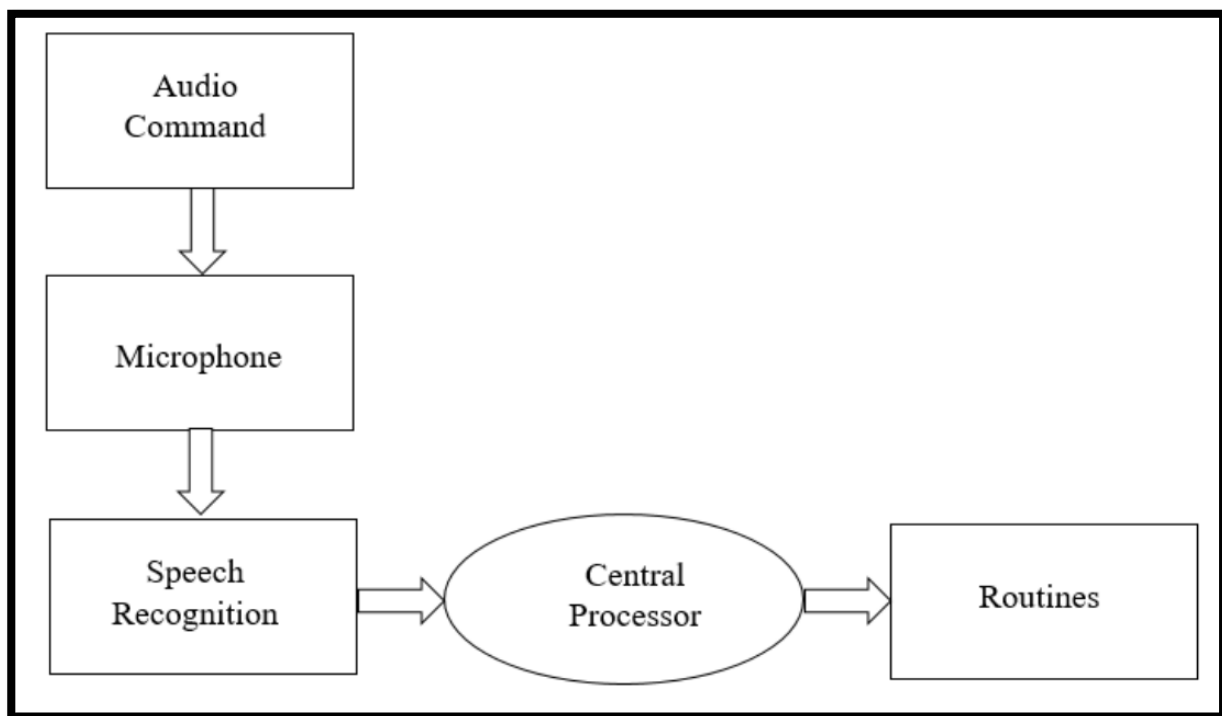 Audio
Command
Microphone
Speech
Recognition
Central
Processor
Routines